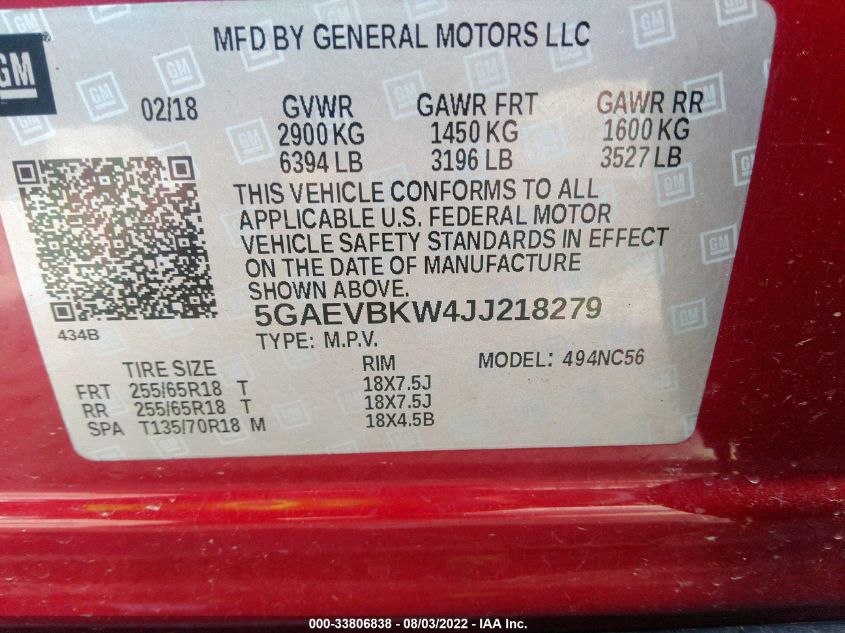 GM
MFD BY GENERAL MOTORS LLC
02/18 GVWR GAWR FRT GAWR RR
2900 KG 1450 KG 1600 KG
6394 LB 3196 LB 3527 LB
THIS VEHICLE CONFORMS TO ALL
APPLICABLE U.S. FEDERAL MOTOR
VEHICLE SAFETY STANDARDS IN EFFECT
ON THE DATE OF MANUFACTURE
SHOWN ABOVE.
434B
5GAEVBKW4JJ218279
TYPE: M.P.V.
TIRE SIZE RIM MODEL: 494NC56
FRT 255/65R18 T 18X7.5J
RR 255/65R18 T 18X7.5J
SPA T135/70R18 M 18X4.5B
000-33806838 - 08/03/2022 - IAA Inc.